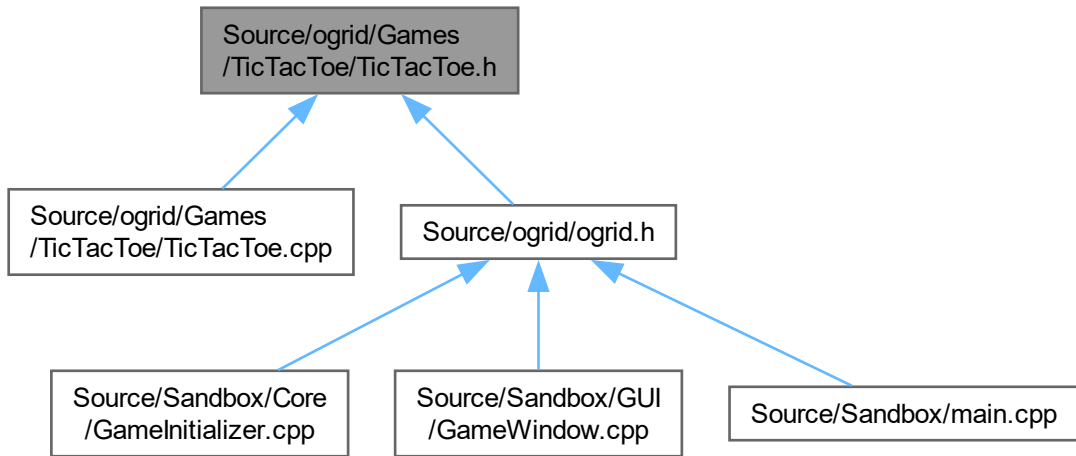 Source/ogrid/Games
/TicTacToe/TicTacToe.h
Source/ogrid/Games
/TicTacToe/TicTacToe.cpp
Source/ogrid/ogrid.h
Source/Sandbox/Core
/GameInitializer.cpp
Source/Sandbox/GUI
/GameWindow.cpp
Source/Sandbox/main.cpp